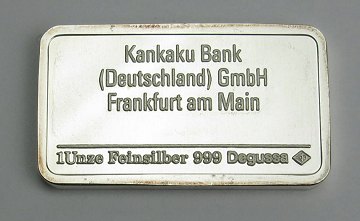 Kankaku Bank
(Deutschland) GmbH
Frankfurt am Main
1Unze Feinsilber 999 Degussa